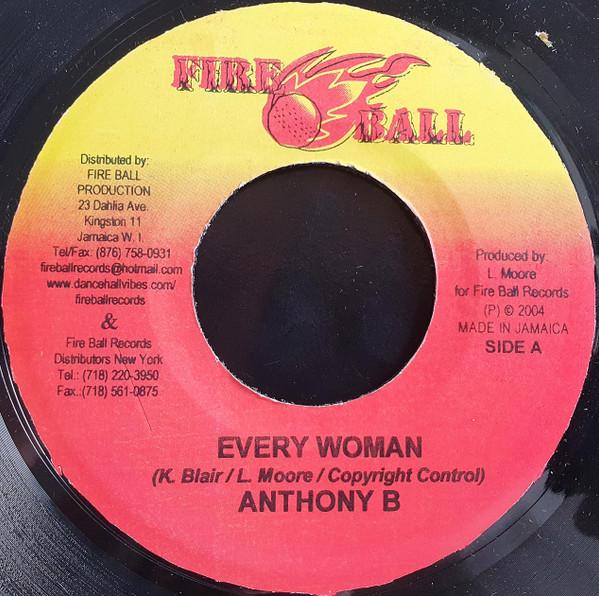 FIRE BALL
Distributed by:
FIRE BALL
PRODUCTION
23 Dahlia Ave.
Kingston 11
Jamaica W. I.
Tel/Fax: (876) 758-0931
fireballrecords@hotmail.com
www.dancehallvibes.com/
fireballrecords
&
Fire Ball Records
Distributors New York
Tel.: (718) 220-3950
Fax.:(718) 561-0875
Produced by:
L. Moore
for Fire Ball Records
(P) © 2004
MADE IN JAMAICA
SIDE A
EVERY WOMAN
(K. Blair / L. Moore / Copyright Control)
ANTHONY B